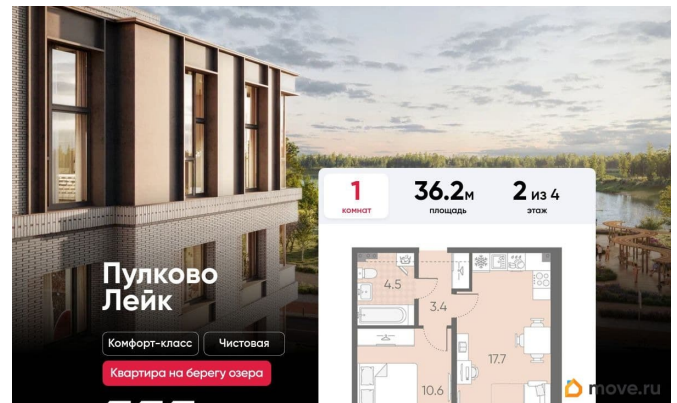 1
комнат
36.2м
площадь
2 из 4
этаж
Пулково
Лейк
Комфорт-класс
Чистовая
Квартира на берегу озера
4.5
3.4
17.7
10.6
move.ru